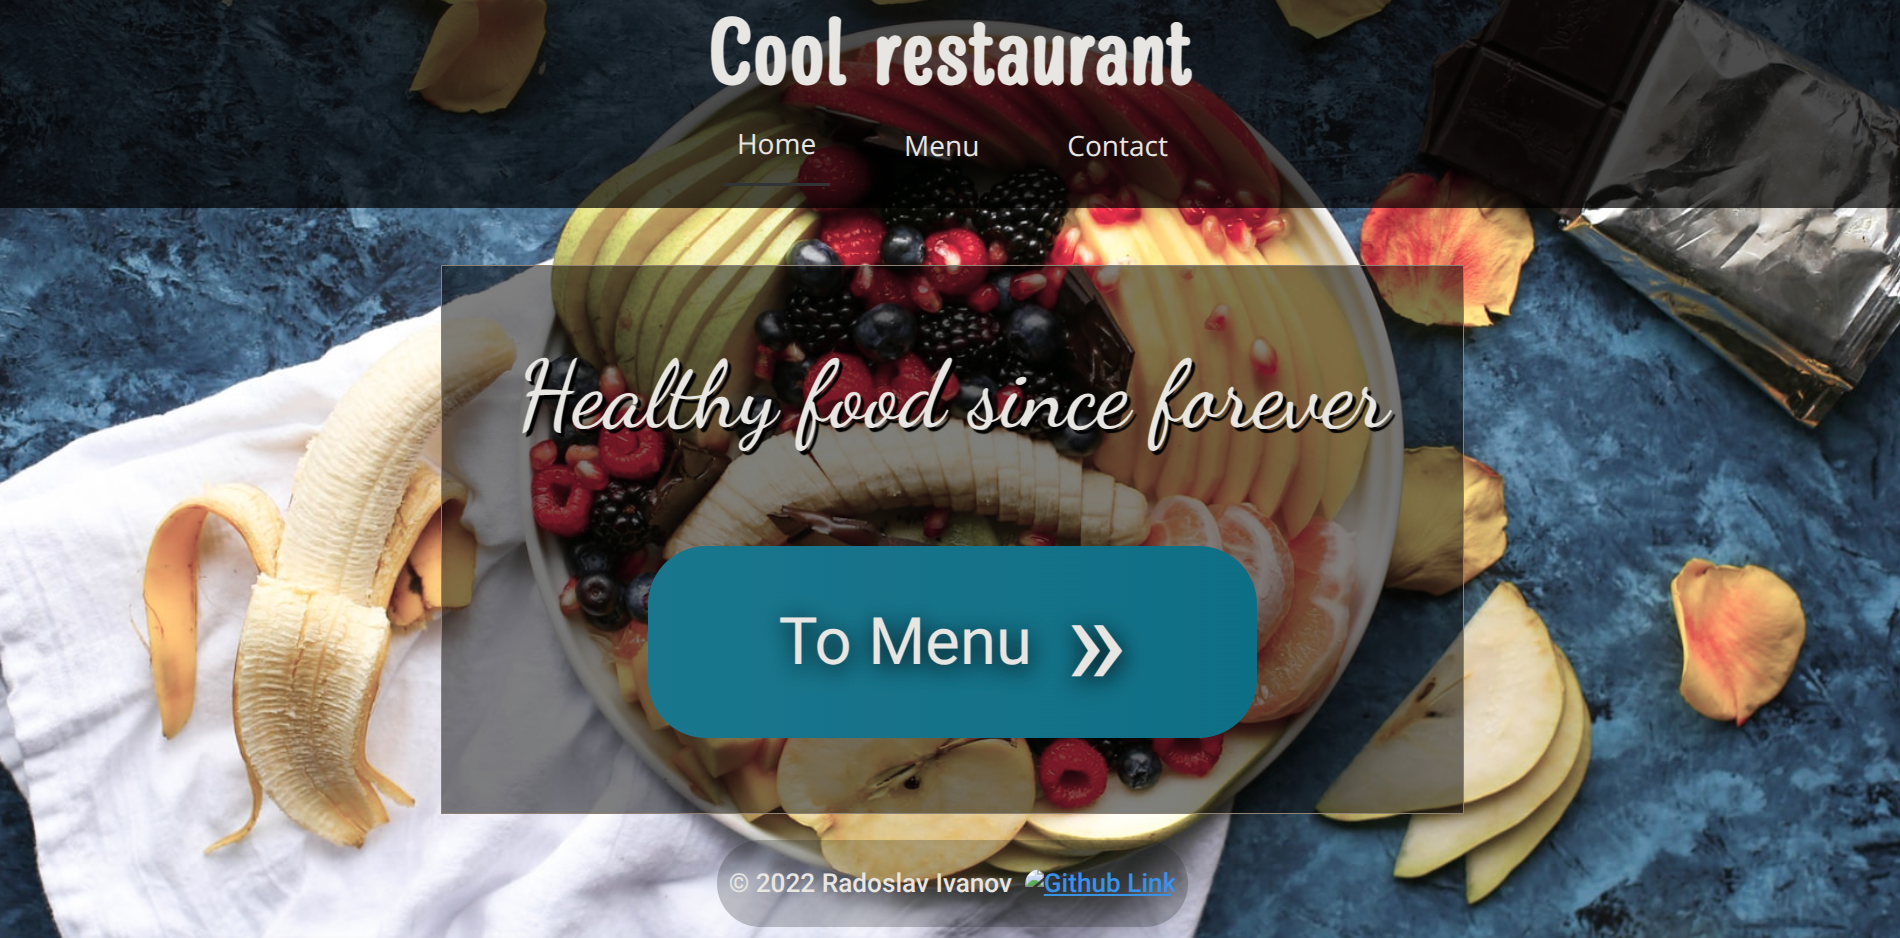 Cool restaurant
Home Menu Contact
Healthy food since forever
To Menu »
© 2022 Radoslav Ivanov Github Link